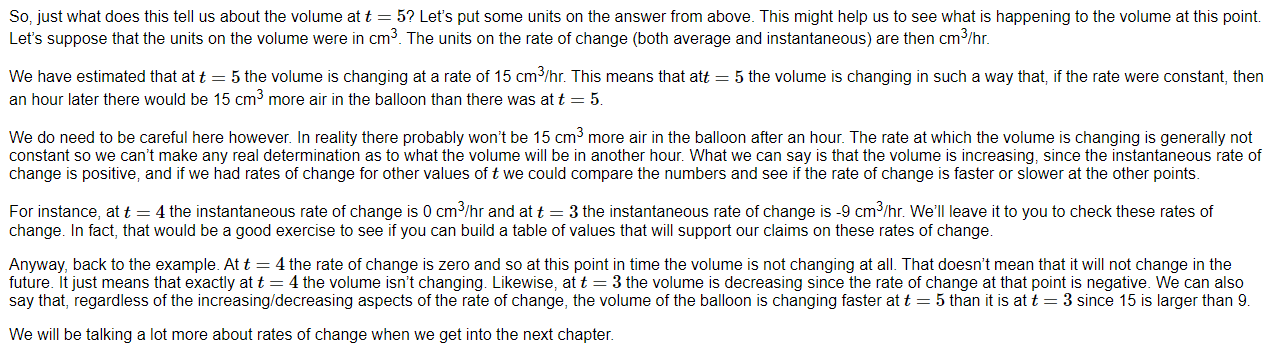 So, just what does this tell us about the volume at t = 5? Let's put some units on the answer from above. This might help us to see what is happening to the volume at this point.
Let's suppose that the units on the volume were in cm³. The units on the rate of change (both average and instantaneous) are then cm³/hr.
We have estimated that at t = 5 the volume is changing at a rate of 15 cm³/hr. This means that att = 5 the volume is changing in such a way that, if the rate were constant, then
an hour later there would be 15 cm³ more air in the balloon than there was at t = 5.
We do need to be careful here however. In reality there probably won't be 15 cm³ more air in the balloon after an hour. The rate at which the volume is changing is generally not
constant so we can't make any real determination as to what the volume will be in another hour. What we can say is that the volume is increasing, since the instantaneous rate of
change is positive, and if we had rates of change for other values of t we could compare the numbers and see if the rate of change is faster or slower at the other points.
For instance, at t = 4 the instantaneous rate of change is 0 cm³/hr and at t = 3 the instantaneous rate of change is -9 cm³/hr. We'll leave it to you to check these rates of
change. In fact, that would be a good exercise to see if you can build a table of values that will support our claims on these rates of change.
Anyway, back to the example. At t = 4 the rate of change is zero and so at this point in time the volume is not changing at all. That doesn't mean that it will not change in the
future. It just means that exactly at t = 4 the volume isn't changing. Likewise, at t = 3 the volume is decreasing since the rate of change at that point is negative. We can also
say that, regardless of the increasing/decreasing aspects of the rate of change, the volume of the balloon is changing faster at t = 5 than it is at t = 3 since 15 is larger than 9.
We will be talking a lot more about rates of change when we get into the next chapter.